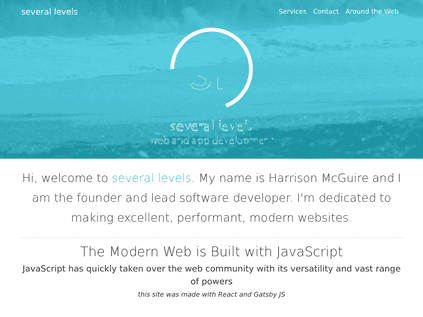 several levels
Services Contact Around the Web
several levels
web and app development
Hi, welcome to several levels. My name is Harrison McGuire and I
am the founder and lead software developer. I'm dedicated to
making excellent, performant, modern websites.
The Modern Web is Built with JavaScript
JavaScript has quickly taken over the web community with its versatility and vast range
of powers
this site was made with React and Gatsby JS